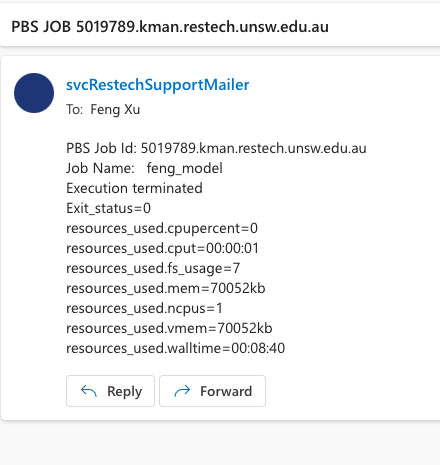 PBS JOB 5019789.kman.restech.unsw.edu.au
svcRestechSupportMailer
To: Feng Xu
PBS Job Id: 5019789.kman.restech.unsw.edu.au
Job Name: feng_model
Execution terminated
Exit_status=0
resources_used.cpupercent=0
resources_used.cput=00:00:01
resources_used.fs_usage=7
resources_used.mem=70052kb
resources_used.ncpus=1
resources_used.vmem=70052kb
resources_used.walltime=00:08:40
Reply
Forward